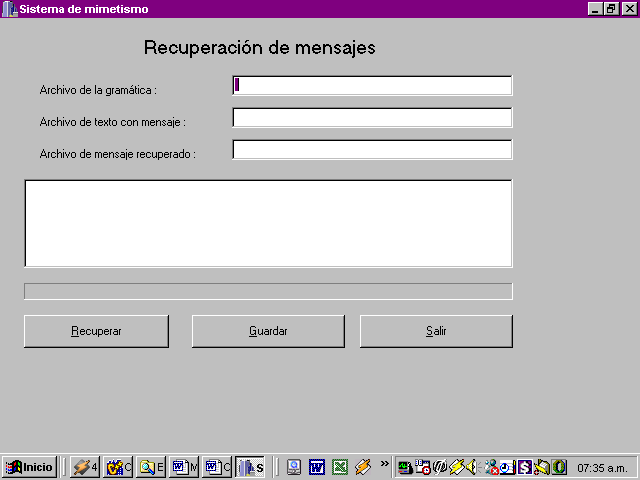 Sistema de mimetismo
Recuperación de mensajes
Archivo de la gramática :
Archivo de texto con mensaje :
Archivo de mensaje recuperado :
Recuperar Guardar Salir
Inicio 4 C E M C S » 07:35 a.m.